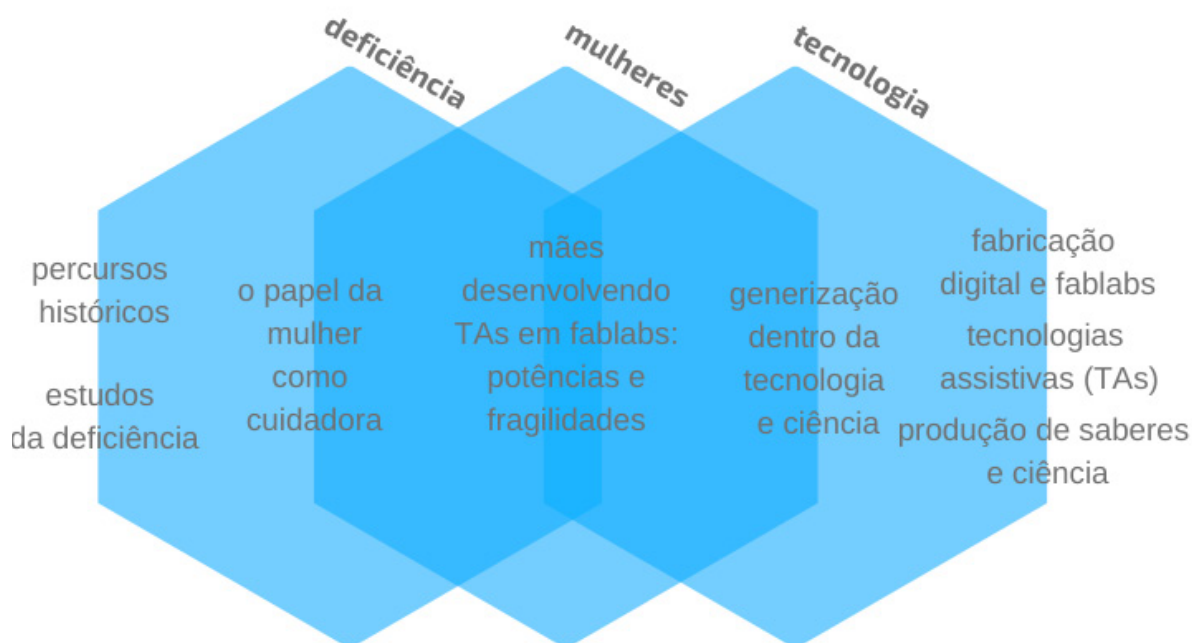 deficiência
mulheres
tecnologia
percursos
históricos
estudos
da deficiência
o papel da
mulher
como
cuidadora
mães
desenvolvendo
TAs em fablabs:
potências e
fragilidades
generização
dentro da
tecnologia
e ciência
fabricação
digital e fablabs
tecnologias
assistivas (TAs)
produção de saberes
e ciência